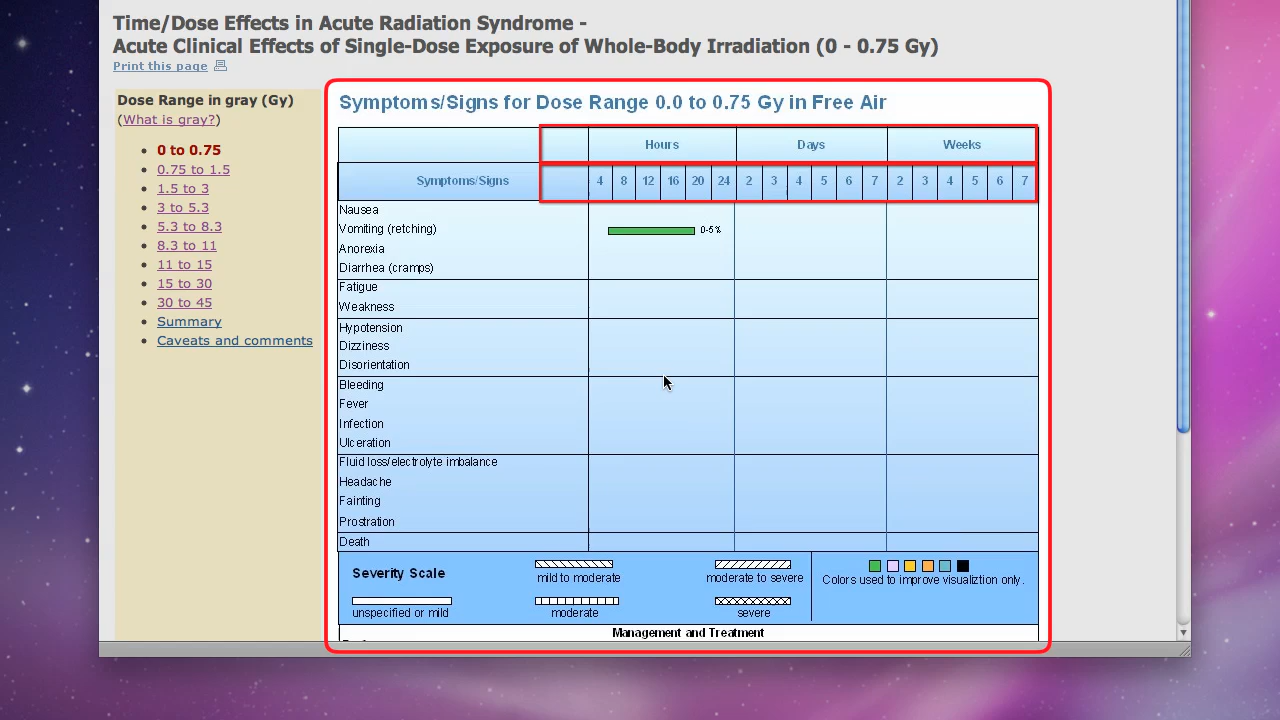 Time/Dose Effects in Acute Radiation Syndrome -
Acute Clinical Effects of Single-Dose Exposure of Whole-Body Irradiation (0 - 0.75 Gy)
Print this page
Dose Range in gray (Gy)
(What is gray?)
0 to 0.75
0.75 to 1.5
1.5 to 3
3 to 5.3
5.3 to 8.3
8.3 to 11
11 to 15
15 to 30
30 to 45
Summary
Caveats and comments
Symptoms/Signs for Dose Range 0.0 to 0.75 Gy in Free Air
Hours Days Weeks
Symptoms/Signs 4 8 12 16 20 24 2 3 4 5 6 7 2 3 4 5 6 7
Nausea
Vomiting (retching) 0-5%
Anorexia
Diarrhea (cramps)
Fatigue
Weakness
Hypotension
Dizziness
Disorientation
Bleeding
Fever
Infection
Ulceration
Fluid loss/electrolyte imbalance
Headache
Fainting
Prostration
Death
Severity Scale
mild to moderate
moderate to severe
Colors used to improve visualiztion only.
unspecified or mild
moderate
severe
Management and Treatment